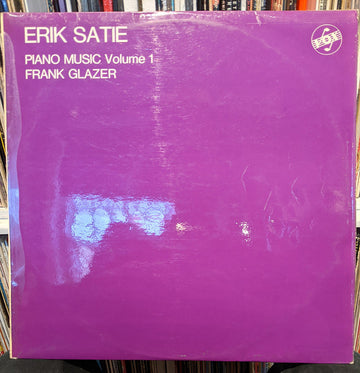 ERIK SATIE
PIANO MUSIC Volume 1
FRANK GLAZER